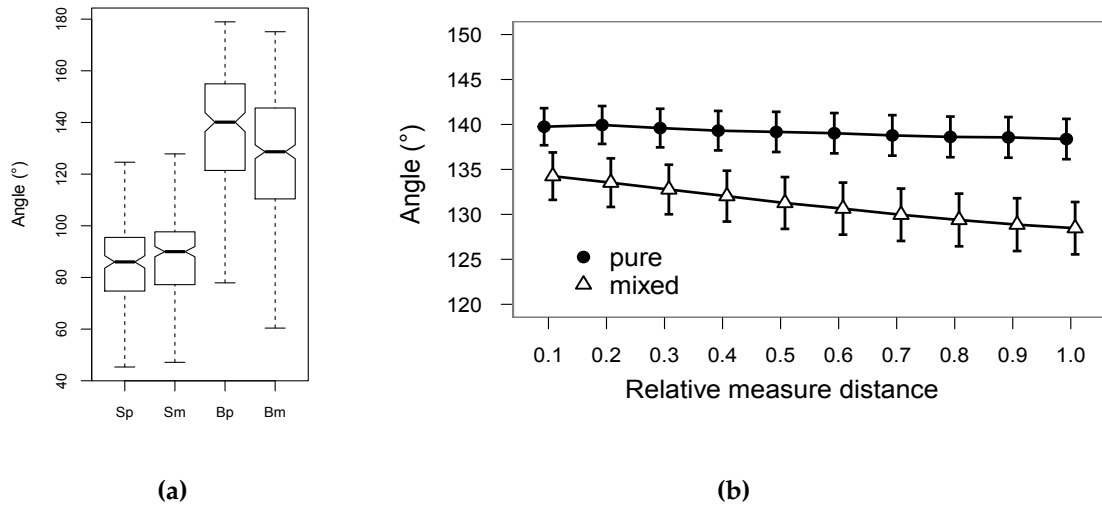 180
160
140
120
100
80
60
40
Angle (°)
Sp Sm Bp Bm
(a)
150
145
140
135
130
125
120
Angle (°)
pure
mixed
0.1 0.2 0.3 0.4 0.5 0.6 0.7 0.8 0.9 1.0
Relative measure distance
(b)